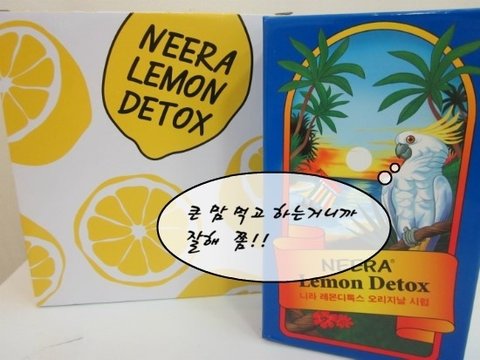 NEERA
LEMON
DETOX
큰 맘 먹고 하는거니까
잘해 쫌!!
NEERA®
Lemon Detox
니라 레몬디톡스 오리지날 시럽